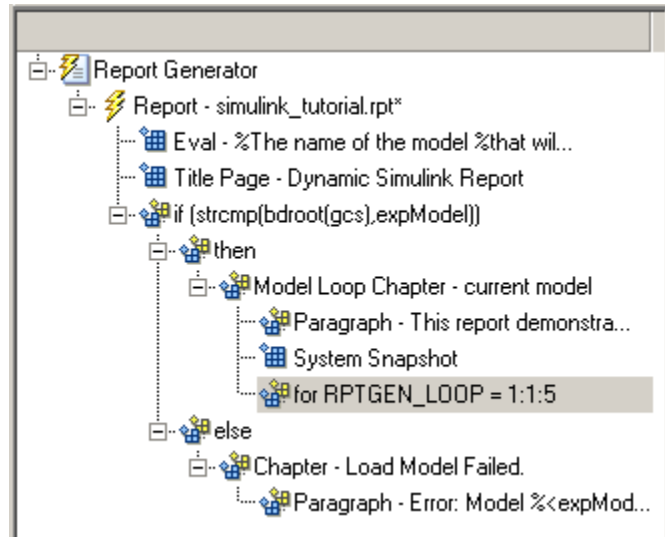 Report Generator
Report - simulink_tutorial.rpt*
Eval - %The name of the model %that wil...
Title Page - Dynamic Simulink Report
if (strcmp(bdroot(gcs),expModel))
then
Model Loop Chapter - current model
Paragraph - This report demonstra...
System Snapshot
for RPTGEN_LOOP = 1:1:5
else
Chapter - Load Model Failed.
Paragraph - Error: Model %<expMod...